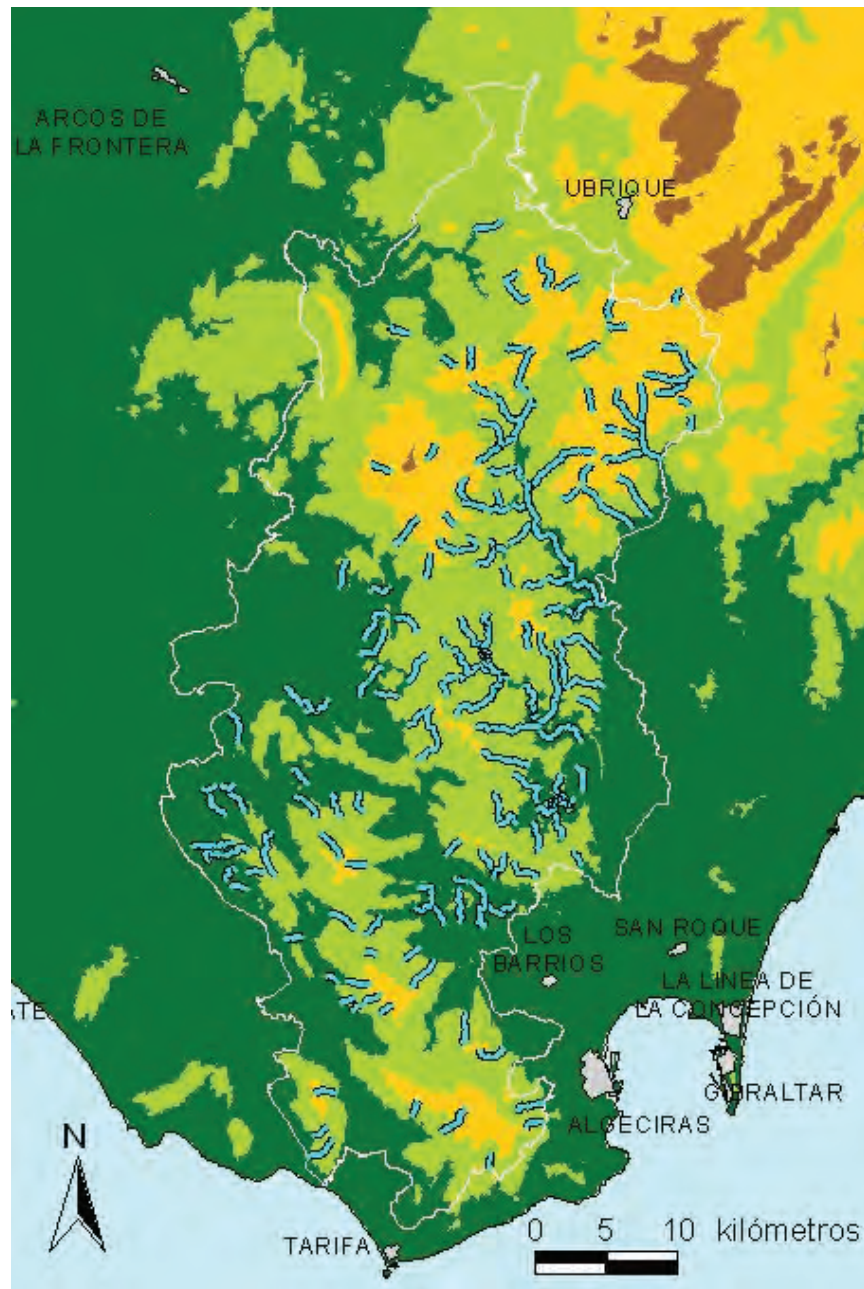 ARCOS DE
LA FRONTERA
UBRIQUE
LOS
BARRIOS
SAN ROQUE
LA LINEA DE
LA CONCEPCIÓN
ATE
GIBRALTAR
ALGECIRAS
N
TARIFA
0 5 10 kilómetros